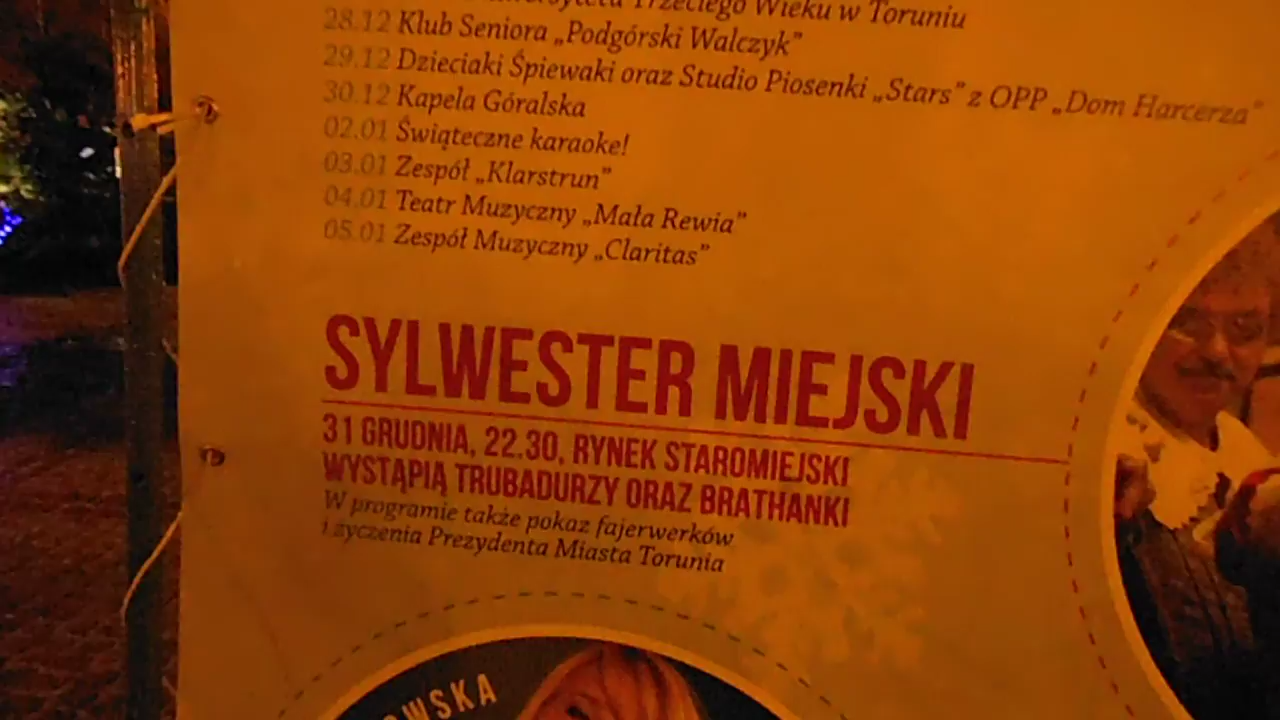 Trzeciego Wieku w Toruniu
28.12 Klub Seniora „Podgórski Walczyk”
29.12 Dzieciaki Śpiewaki oraz Studio Piosenki „Stars” z OPP „Dom Harcerza”
30.12 Kapela Góralska
02.01 Świąteczne karaoke!
03.01 Zespół „Klarstrun”
04.01 Teatr Muzyczny „Mała Rewia”
05.01 Zespół Muzyczny „Claritas”
SYLWESTER MIEJSKI
31 GRUDNIA, 22.30, RYNEK STAROMIEJSKI
WYSTĄPIĄ TRUBADURZY ORAZ BRATHANKI
W programie także pokaz fajerwerków
i życzenia Prezydenta Miasta Torunia